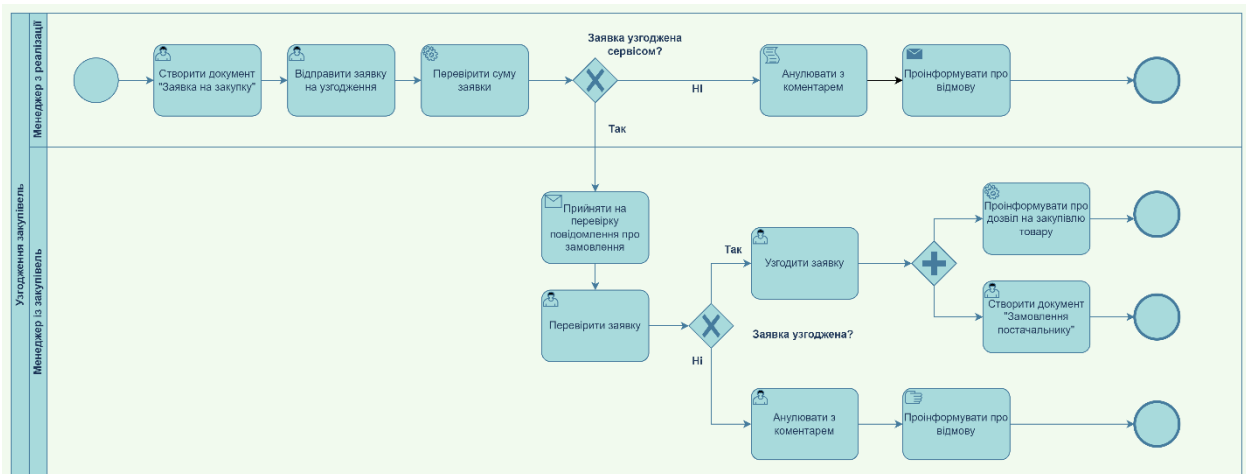 Узгодження закупівель
Менеджер з реалізації
Створити документ
"Заявка на закупку"
Відправити заявку
на узгодження
Перевірити суму
заявки
Заявка узгоджена
сервісом?
НІ
Так
Анулювати з
коментарем
Проінформувати про
відмову
Менеджер із закупівель
Прийняти на
перевірку
повідомлення про
замовлення
Перевірити заявку
Так
Заявка узгоджена?
Ні
Узгодити заявку
Проінформувати про
дозвіл на закупівлю
товару
Створити документ
"Замовлення
постачальнику"
Анулювати з
коментарем
Проінформувати про
відмову